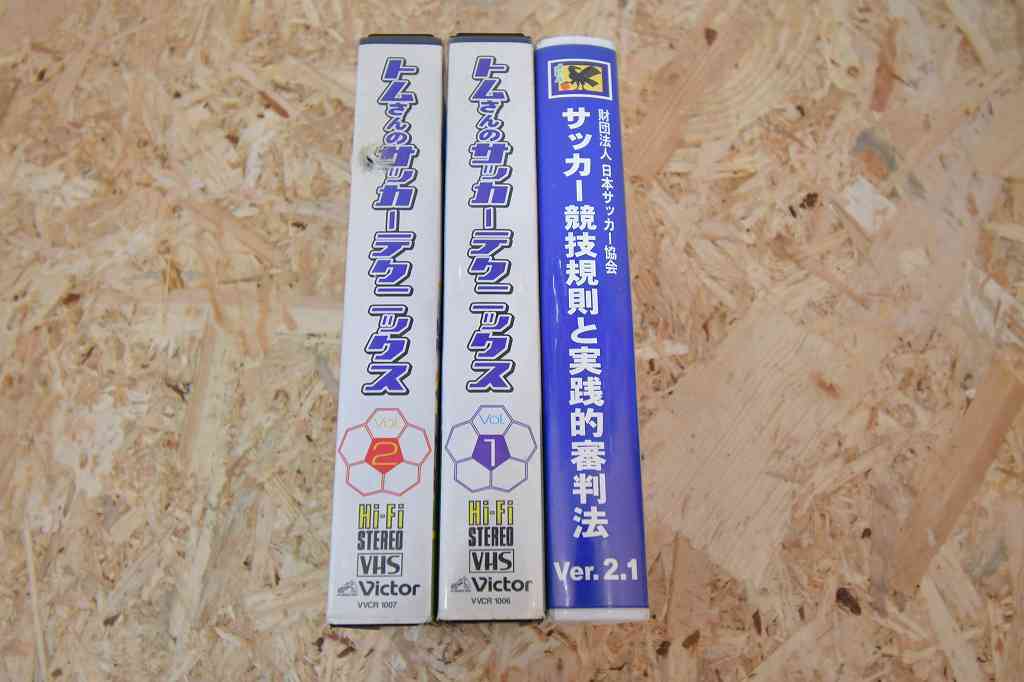 トムさんのサッカーテクニックス
Vol.
2
Hi-Fi
STEREO
VHS
Victor
VVCR 1007
トムさんのサッカーテクニックス
Vol.
1
Hi-Fi
STEREO
VHS
Victor
VVCR 1006
財団法人 日本サッカー協会
サッカー競技規則と実践的審判法
Ver.2.1